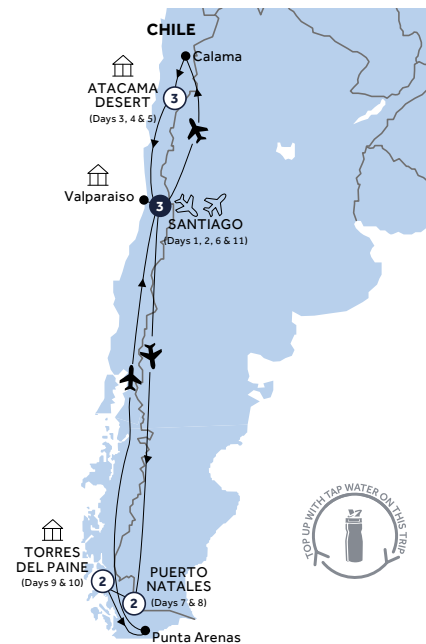 CHILE
Calama
ATACAMA
DESERT
(Days 3, 4 & 5)
3
Valparaiso
3
SANTIAGO
(Days 1, 2, 6 & 11)
TORRES
DEL PAINE
(Days 9 & 10)
2
2
PUERTO
NATALES
(Days 7 & 8)
Punta Arenas
TOP UP WITH TAP WATER ON THIS TRIP